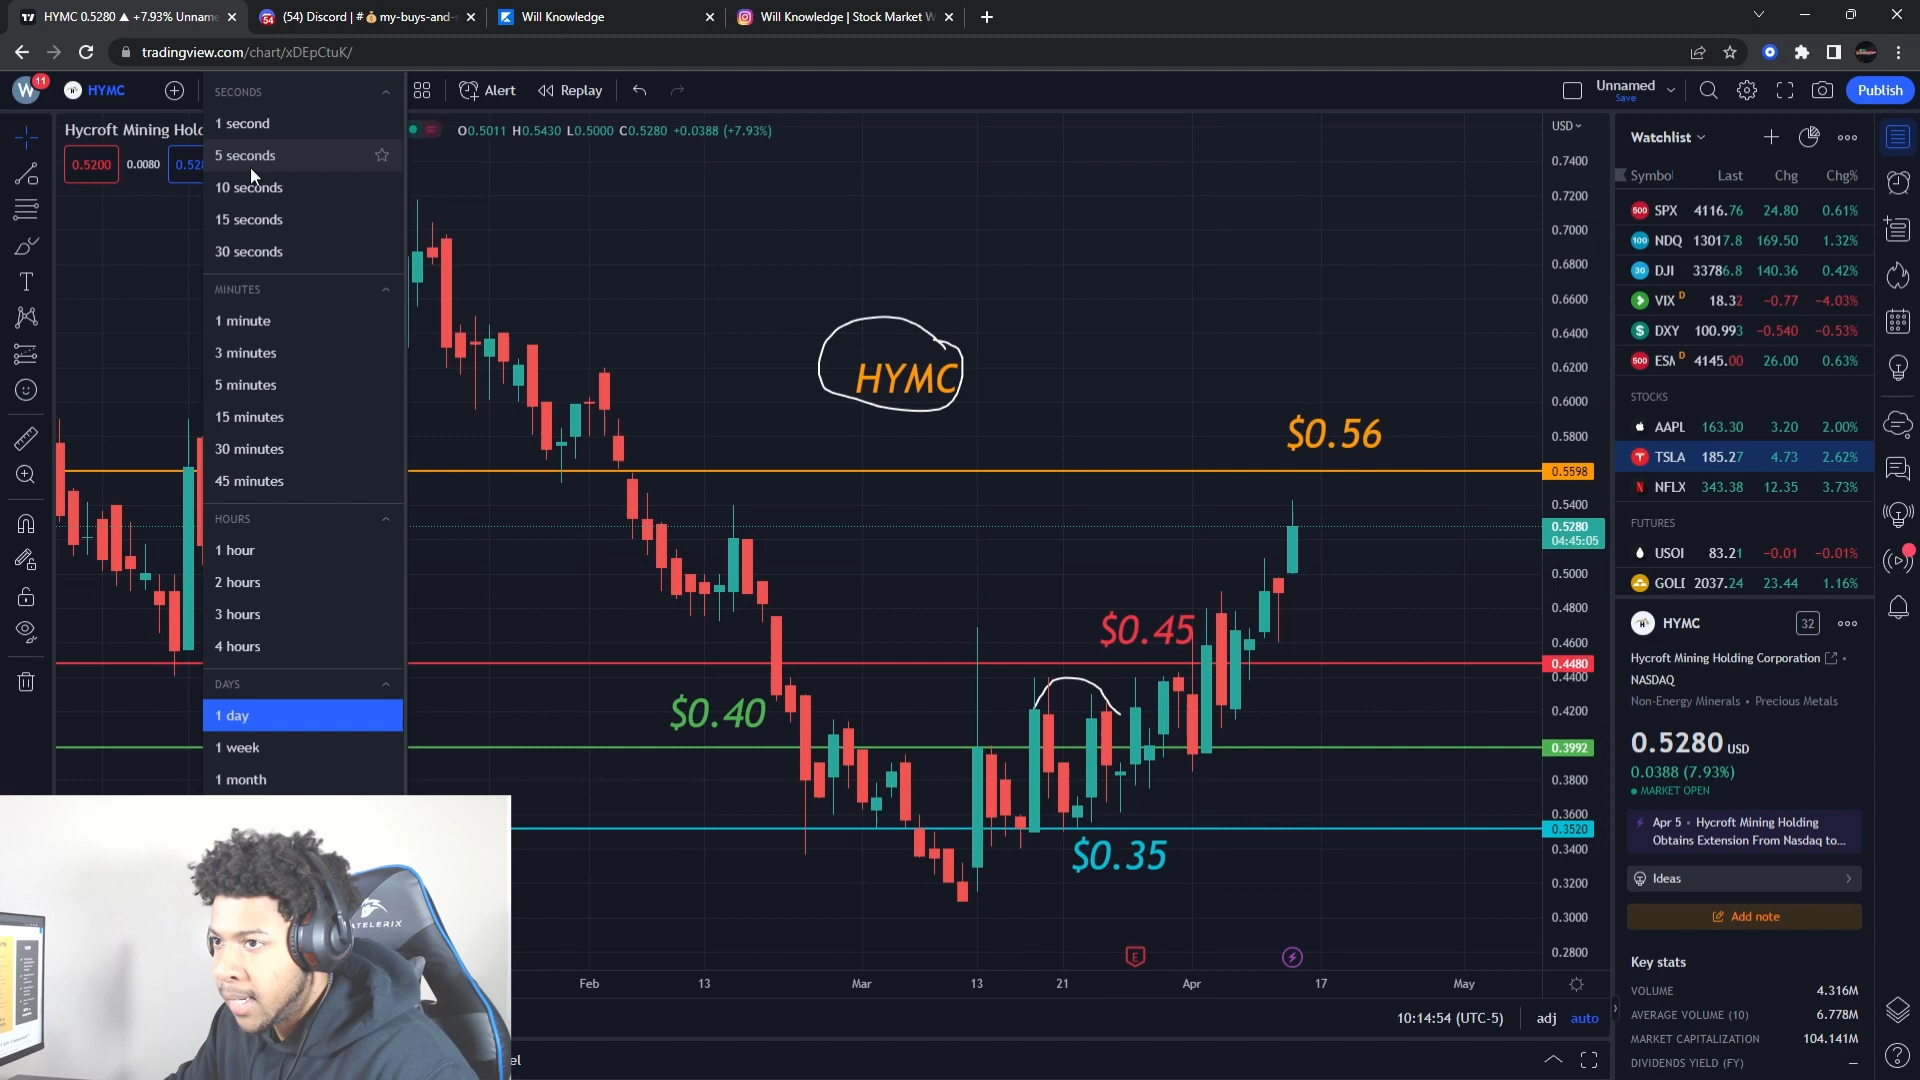 HYMC 0.5280 ▲ +7.93% Unname
(54) Discord | # 💰my-buys-and-s
Will Knowledge
Will Knowledge | Stock Market W
tradingview.com/chart/xDEpCtuK/
W
11
HYMC
Alert
Replay
Unnamed
Save
Publish
Hycroft Mining Hold
O0.5011 H0.5430 L0.5000 C0.5280 +0.0388 (+7.93%)
0.5200
0.0080
0.528
SECONDS
1 second
5 seconds
10 seconds
15 seconds
30 seconds
MINUTES
1 minute
3 minutes
5 minutes
15 minutes
30 minutes
45 minutes
HOURS
1 hour
2 hours
3 hours
4 hours
DAYS
1 day
1 week
1 month
HYMC
$0.56
$0.45
$0.40
$0.35
USD
0.7400
0.7200
0.7000
0.6800
0.6600
0.6400
0.6200
0.6000
0.5800
0.5598
0.5400
0.5280
04:45:05
0.5000
0.4800
0.4600
0.4480
0.4400
0.4200
0.3992
0.3800
0.3600
0.3520
0.3400
0.3200
0.3000
0.2800
E
Feb
13
Mar
13
21
Apr
17
May
10:14:54 (UTC-5)
adj
auto
el
ATELERIX
Watchlist
Symbol Last Chg Chg%
500 SPX 4116.76 24.80 0.61%
100 NDQ 13017.8 169.50 1.32%
30 DJI 33786.8 140.36 0.42%
VIX D 18.32 −0.77 −4.03%
$ DXY 100.993 −0.540 −0.53%
500 ESM D 4145.00 26.00 0.63%
STOCKS
AAPL 163.30 3.20 2.00%
TSLA 185.27 4.73 2.62%
N NFLX 343.38 12.35 3.73%
FUTURES
USOI 83.21 −0.01 −0.01%
GOLD 2037.24 23.44 1.16%
HYMC
32
Hycroft Mining Holding Corporation
NASDAQ
Non-Energy Minerals • Precious Metals
0.5280 USD
0.0388 (7.93%)
MARKET OPEN
Apr 5 • Hycroft Mining Holding
Obtains Extension From Nasdaq to...
Ideas
Add note
Key stats
VOLUME 4.316M
AVERAGE VOLUME (10) 6.778M
MARKET CAPITALIZATION 104.141M
DIVIDENDS YIELD (FY) —